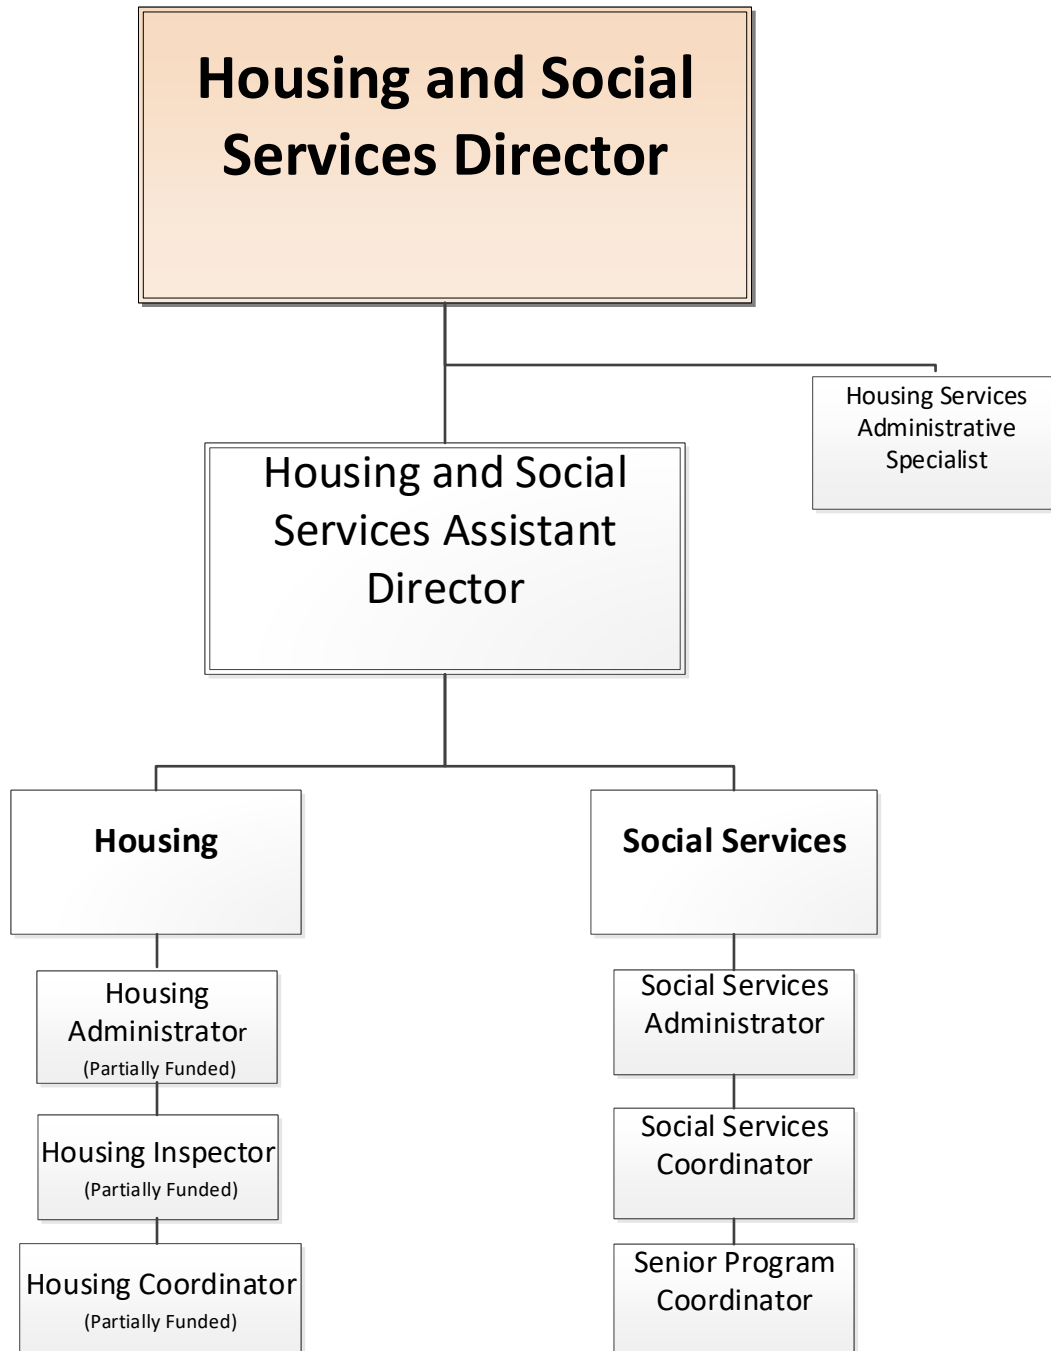 Housing and Social
Services Director
Housing Services
Administrative
Specialist
Housing and Social
Services Assistant
Director
Housing
Social Services
Housing
Administrator
(Partially Funded)
Social Services
Administrator
Housing Inspector
(Partially Funded)
Social Services
Coordinator
Housing Coordinator
(Partially Funded)
Senior Program
Coordinator